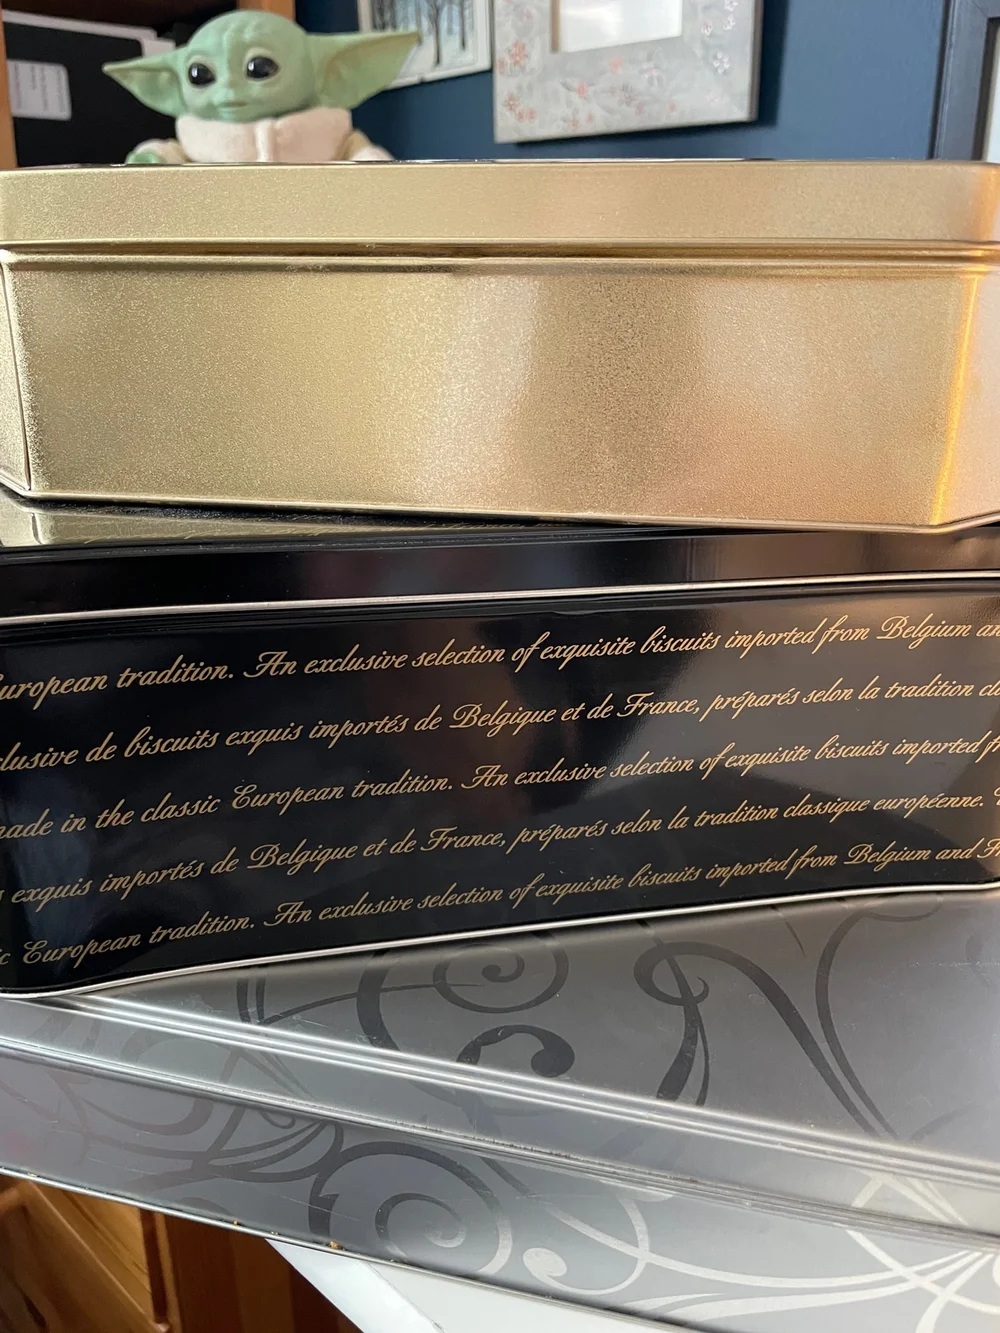 European tradition. An exclusive selection of exquisite biscuits imported from Belgium an
clusive de biscuits exquis importés de Belgique et de France, préparés selon la tradition cl
made in the classic European tradition. An exclusive selection of exquisite biscuits imported f
s exquis importés de Belgique et de France, préparés selon la tradition classique européenne.
c European tradition. An exclusive selection of exquisite biscuits imported from Belgium and F